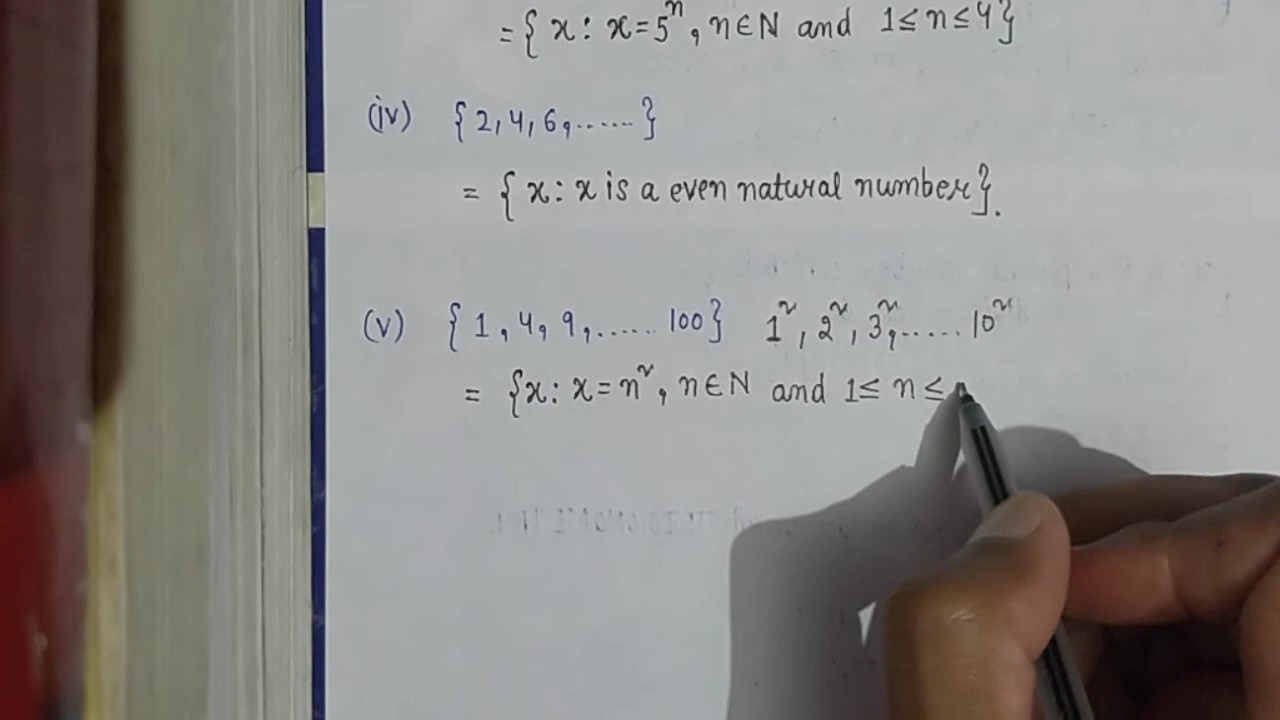 = { x : x = 5ⁿ, n ∈ N and 1 ≤ n ≤ 4 }
(iv) { 2, 4, 6, ...... }
= { x : x is a even natural number }.
(v) { 1, 4, 9, ...... 100 } 1², 2², 3², ...... 10²
= { x : x = n², n ∈ N and 1 ≤ n ≤